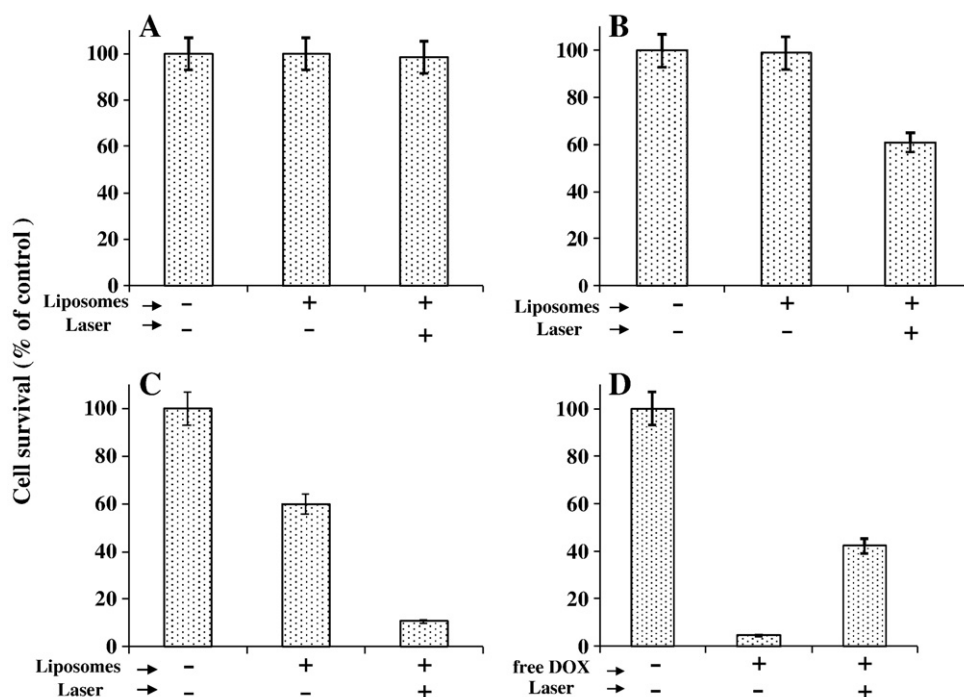 Cell survival (% of control )
A
100
80
60
40
20
0
Liposomes → - + +
Laser → - - +
B
100
80
60
40
20
0
Liposomes → - + +
Laser → - - +
C
100
80
60
40
20
0
Liposomes → - + +
Laser → - - +
D
100
80
60
40
20
0
free DOX → - + +
Laser → - - +